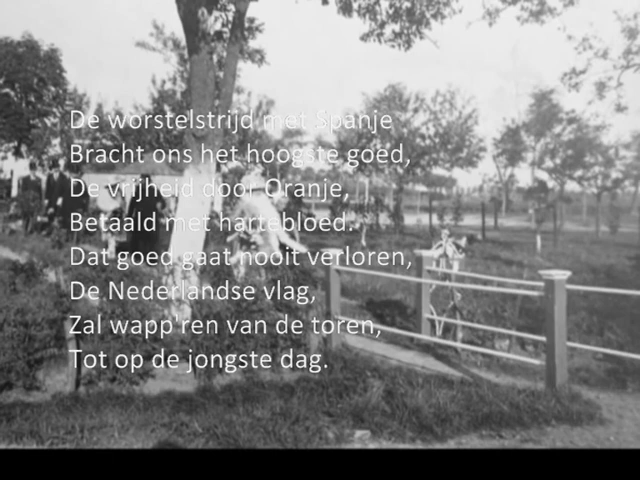 De worstelstrijd met Spanje
Bracht ons het hoogste goed,
De vrijheid door Oranje,
Betaald met hartebloed.
Dat goed gaat nooit verloren,
De Nederlandse vlag,
Zal wapp'ren van de toren,
Tot op de jongste dag.